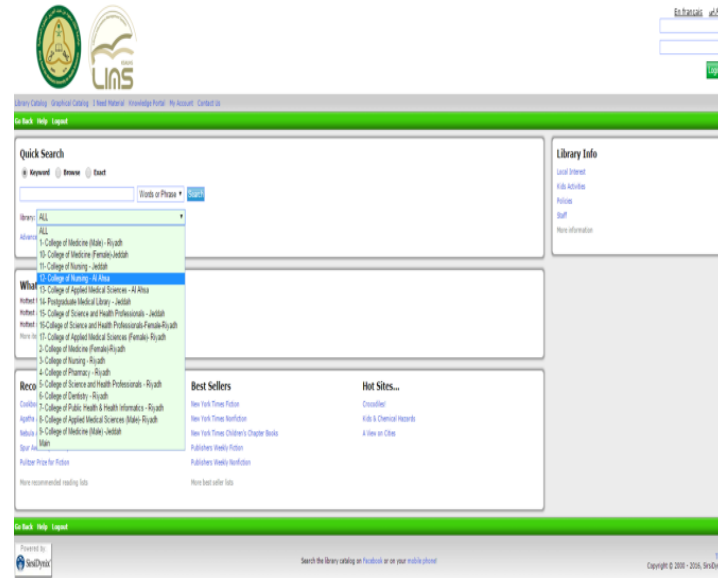 En français
LIMS
Library Catalog Graphical Catalog I Need Material Knowledge Portal My Account Contact Us
Go Back Help Logout
Quick Search
Keyword Browse Exact
Words or Phrase Search
library: ALL
ALL
1- College of Medicine (Male) - Riyadh
10- College of Medicine (Female)-Jeddah
11- College of Nursing - Jeddah
12- College of Nursing - Al Ahsa
13- College of Applied Medical Sciences - Al Ahsa
14- Postgraduate Medical Library - Jeddah
15- College of Science and Health Professionals - Jeddah
16-College of Science and Health Professionals-Female-Riyadh
17- College of Applied Medical Sciences (Female)- Riyadh
2- College of Medicine (Female)-Riyadh
3- College of Nursing - Riyadh
4- College of Pharmacy - Riyadh
5- College of Science and Health Professionals - Riyadh
6- College of Dentistry - Riyadh
7- College of Public Health & Health Informatics - Riyadh
8- College of Applied Medical Sciences (Male)- Riyadh
9- College of Medicine (Male) -Jeddah
Main
Pulitzer Prize for Fiction
More recommended reading lists
Best Sellers
New York Times Fiction
New York Times Nonfiction
New York Times Children's Chapter Books
Publishers Weekly Fiction
Publishers Weekly Nonfiction
More best seller lists
Hot Sites...
Crocodiles!
Kids & Chemical Hazards
A View on Cities
Library Info
Local Interest
Kids Activities
Policies
Staff
More information
Go Back Help Logout
Powered by
SirsiDynix
Search the library catalog on Facebook or on your mobile phone!
Copyright © 2000 - 2016, SirsiDy